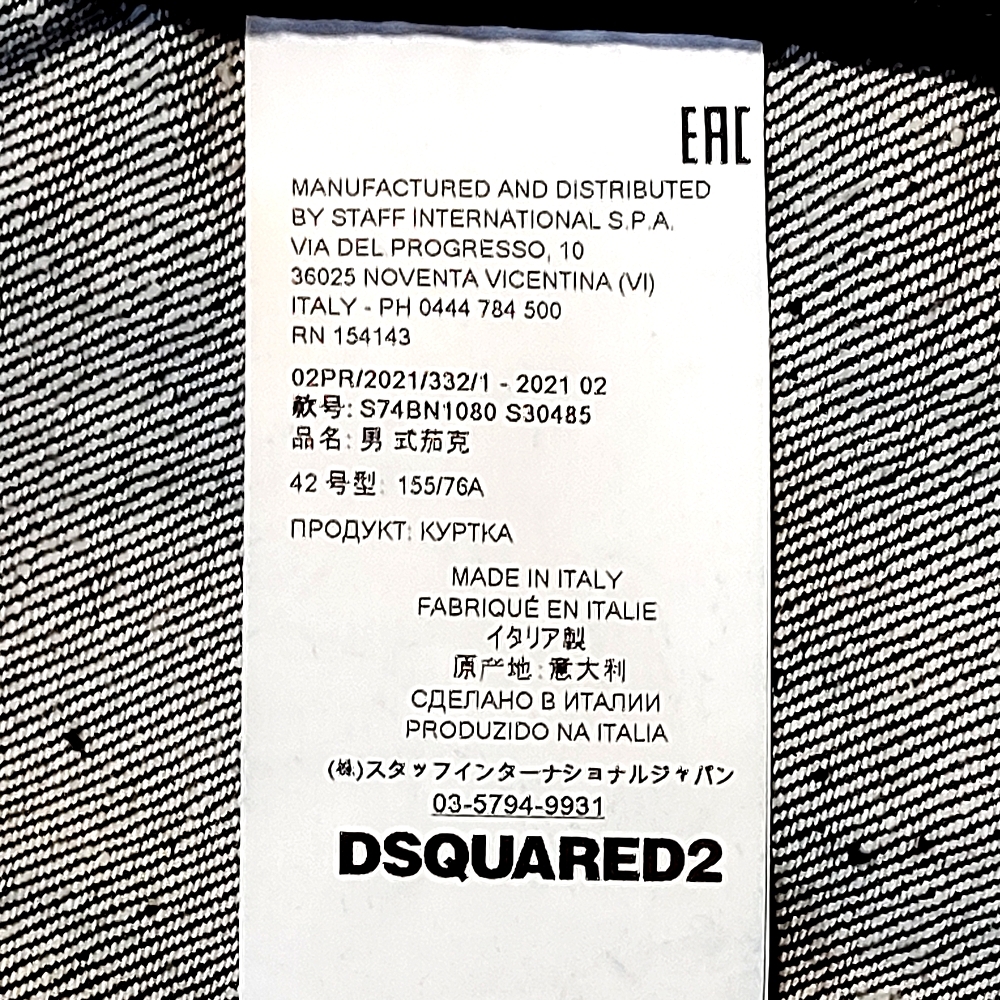 EAC
MANUFACTURED AND DISTRIBUTED
BY STAFF INTERNATIONAL S.P.A.
VIA DEL PROGRESSO, 10
36025 NOVENTA VICENTINA (VI)
ITALY - PH 0444 784 500
RN 154143
02PR/2021/332/1 - 2021 02
款号: S74BN1080 S30485
品名: 男 式茄克
42 号型: 155/76A
ПРОДУКТ: КУРТКА
MADE IN ITALY
FABRIQUÉ EN ITALIE
イタリア製
原产地:意大利
СДЕЛАНО В ИТАЛИИ
PRODUZIDO NA ITALIA
(株)スタッフインターナショナルジャパン
03-5794-9931
DSQUARED2